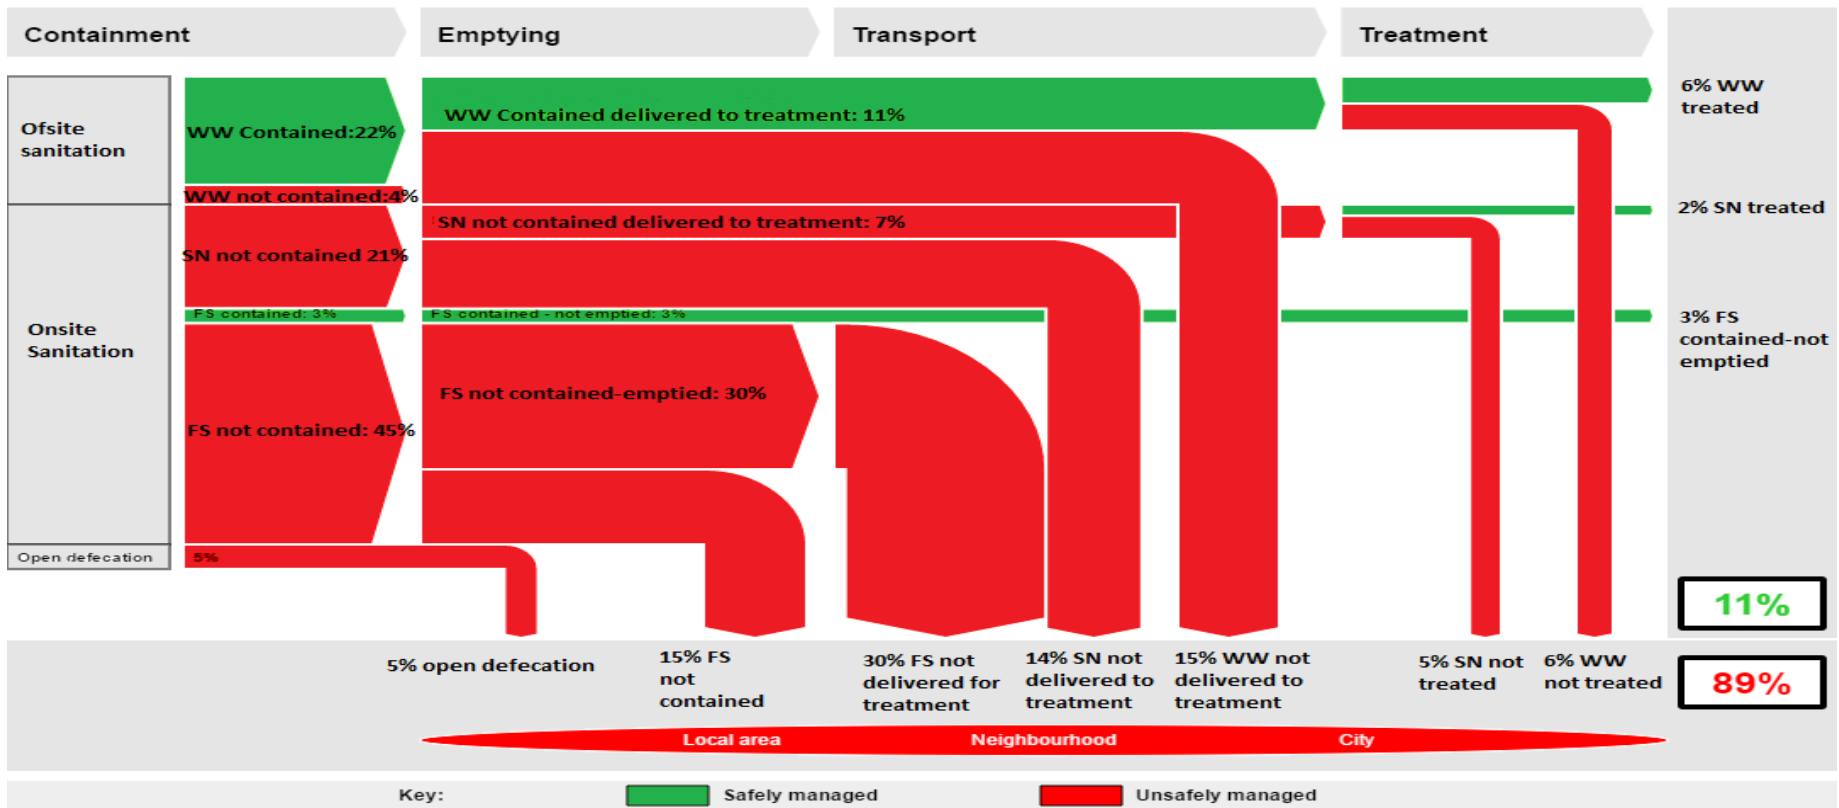 Containment
Emptying
Transport
Treatment
Ofsite
sanitation
WW Contained:22%
WW Contained delivered to treatment: 11%
6% WW
treated
WW not contained:4%
SN not contained delivered to treatment: 7%
2% SN treated
SN not contained 21%
FS contained: 3%
FS contained - not emptied: 3%
3% FS
contained-not
emptied
Onsite
Sanitation
FS not contained-emptied: 30%
FS not contained: 45%
Open defecation
5%
11%
5% open defecation
15% FS
not
contained
30% FS not
delivered for
treatment
14% SN not
delivered to
treatment
15% WW not
delivered to
treatment
5% SN not
treated
6% WW
not treated
89%
Local area
Neighbourhood
City
Key:
Safely managed
Unsafely managed